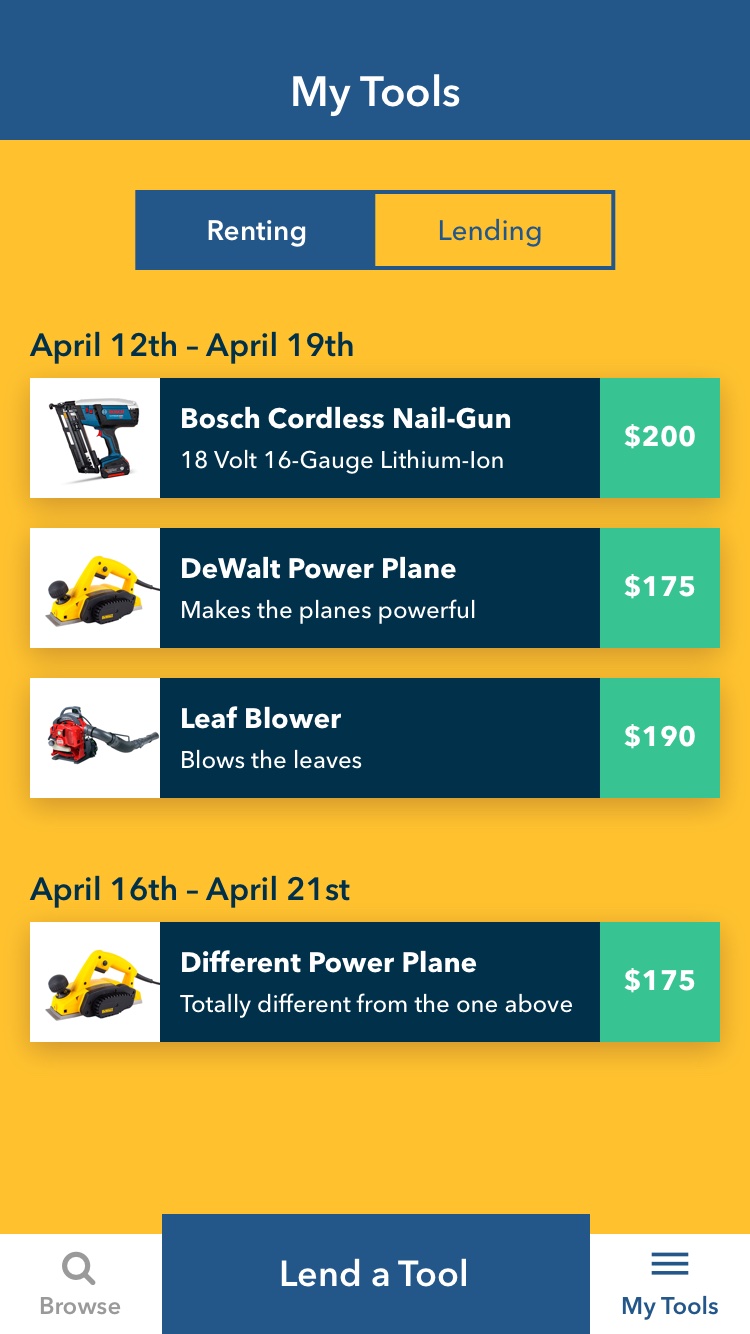 My Tools
Renting
Lending
April 12th – April 19th
Bosch Cordless Nail-Gun
18 Volt 16-Gauge Lithium-Ion
$200
DeWalt Power Plane
Makes the planes powerful
$175
Leaf Blower
Blows the leaves
$190
April 16th – April 21st
Different Power Plane
Totally different from the one above
$175
Browse
Lend a Tool
My Tools